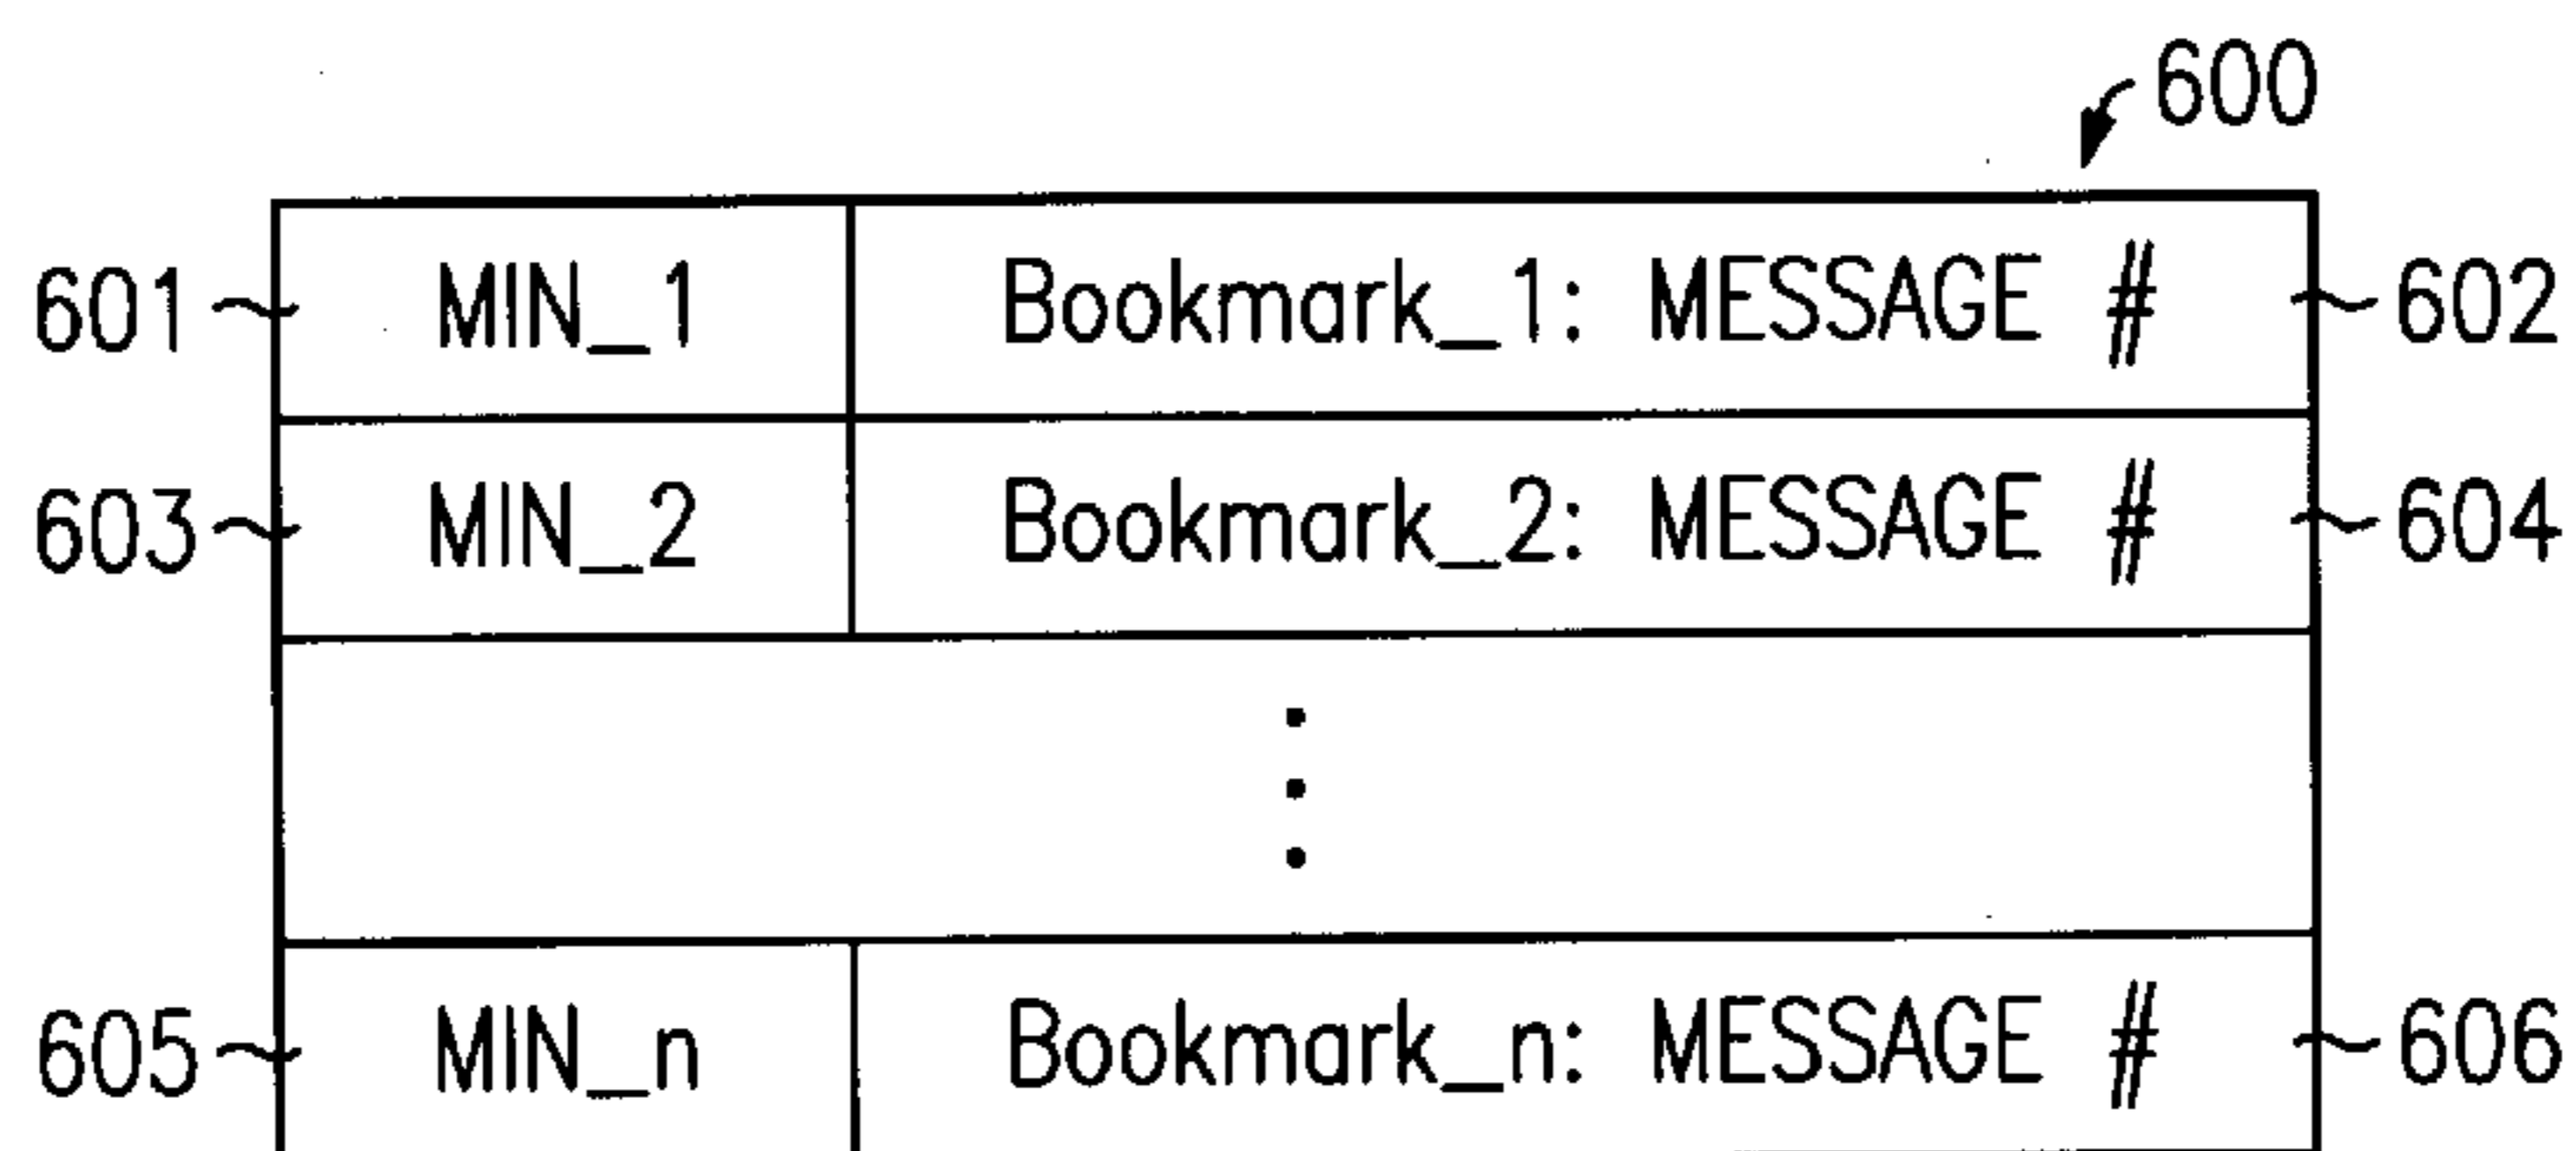 600
601 MIN_1 Bookmark_1: MESSAGE # 602
603 MIN_2 Bookmark_2: MESSAGE # 604
605 MIN_n Bookmark_n: MESSAGE # 606